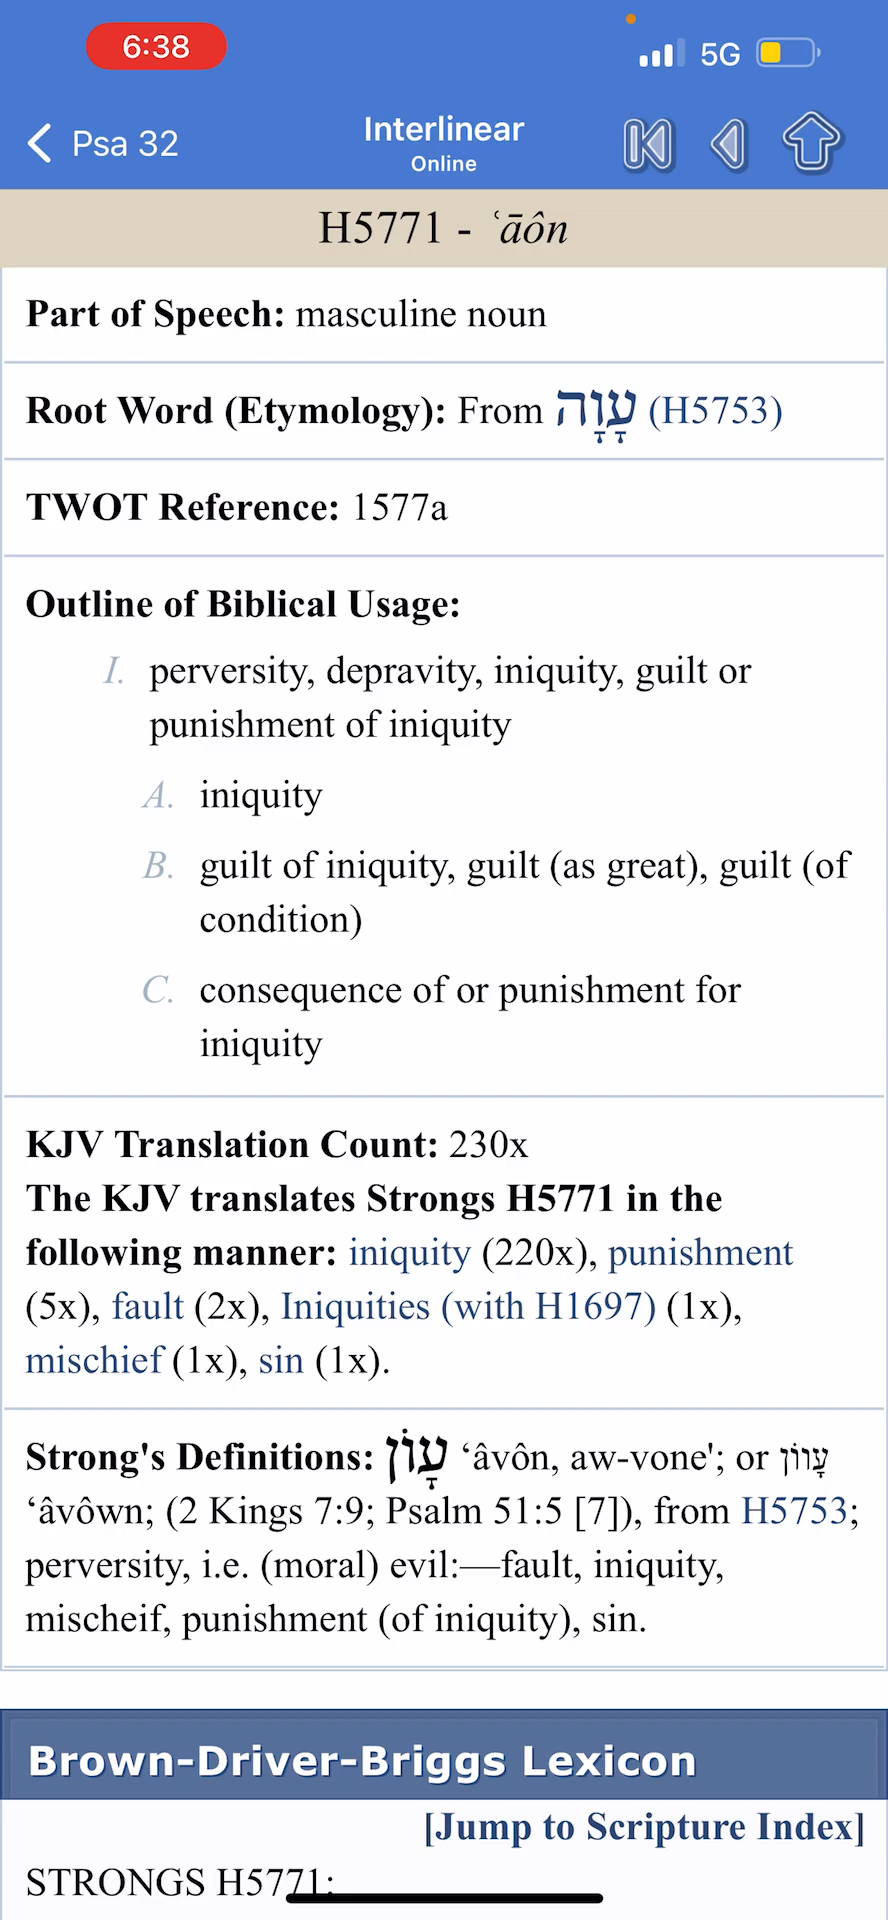 6:38
5G
Psa 32
Interlinear
Online
H5771 - ʿāôn
Part of Speech: masculine noun
Root Word (Etymology): From עָוָה (H5753)
TWOT Reference: 1577a
Outline of Biblical Usage:
I. perversity, depravity, iniquity, guilt or
punishment of iniquity
A. iniquity
B. guilt of iniquity, guilt (as great), guilt (of
condition)
C. consequence of or punishment for
iniquity
KJV Translation Count: 230x
The KJV translates Strongs H5771 in the
following manner: iniquity (220x), punishment
(5x), fault (2x), Iniquities (with H1697) (1x),
mischief (1x), sin (1x).
Strong's Definitions: עָוֺן ʻâvôn, aw-vone'; or עָווֹן
ʻâvôwn; (2 Kings 7:9; Psalm 51:5 [7]), from H5753;
perversity, i.e. (moral) evil:—fault, iniquity,
mischeif, punishment (of iniquity), sin.
Brown-Driver-Briggs Lexicon
[Jump to Scripture Index]
STRONGS H5771: